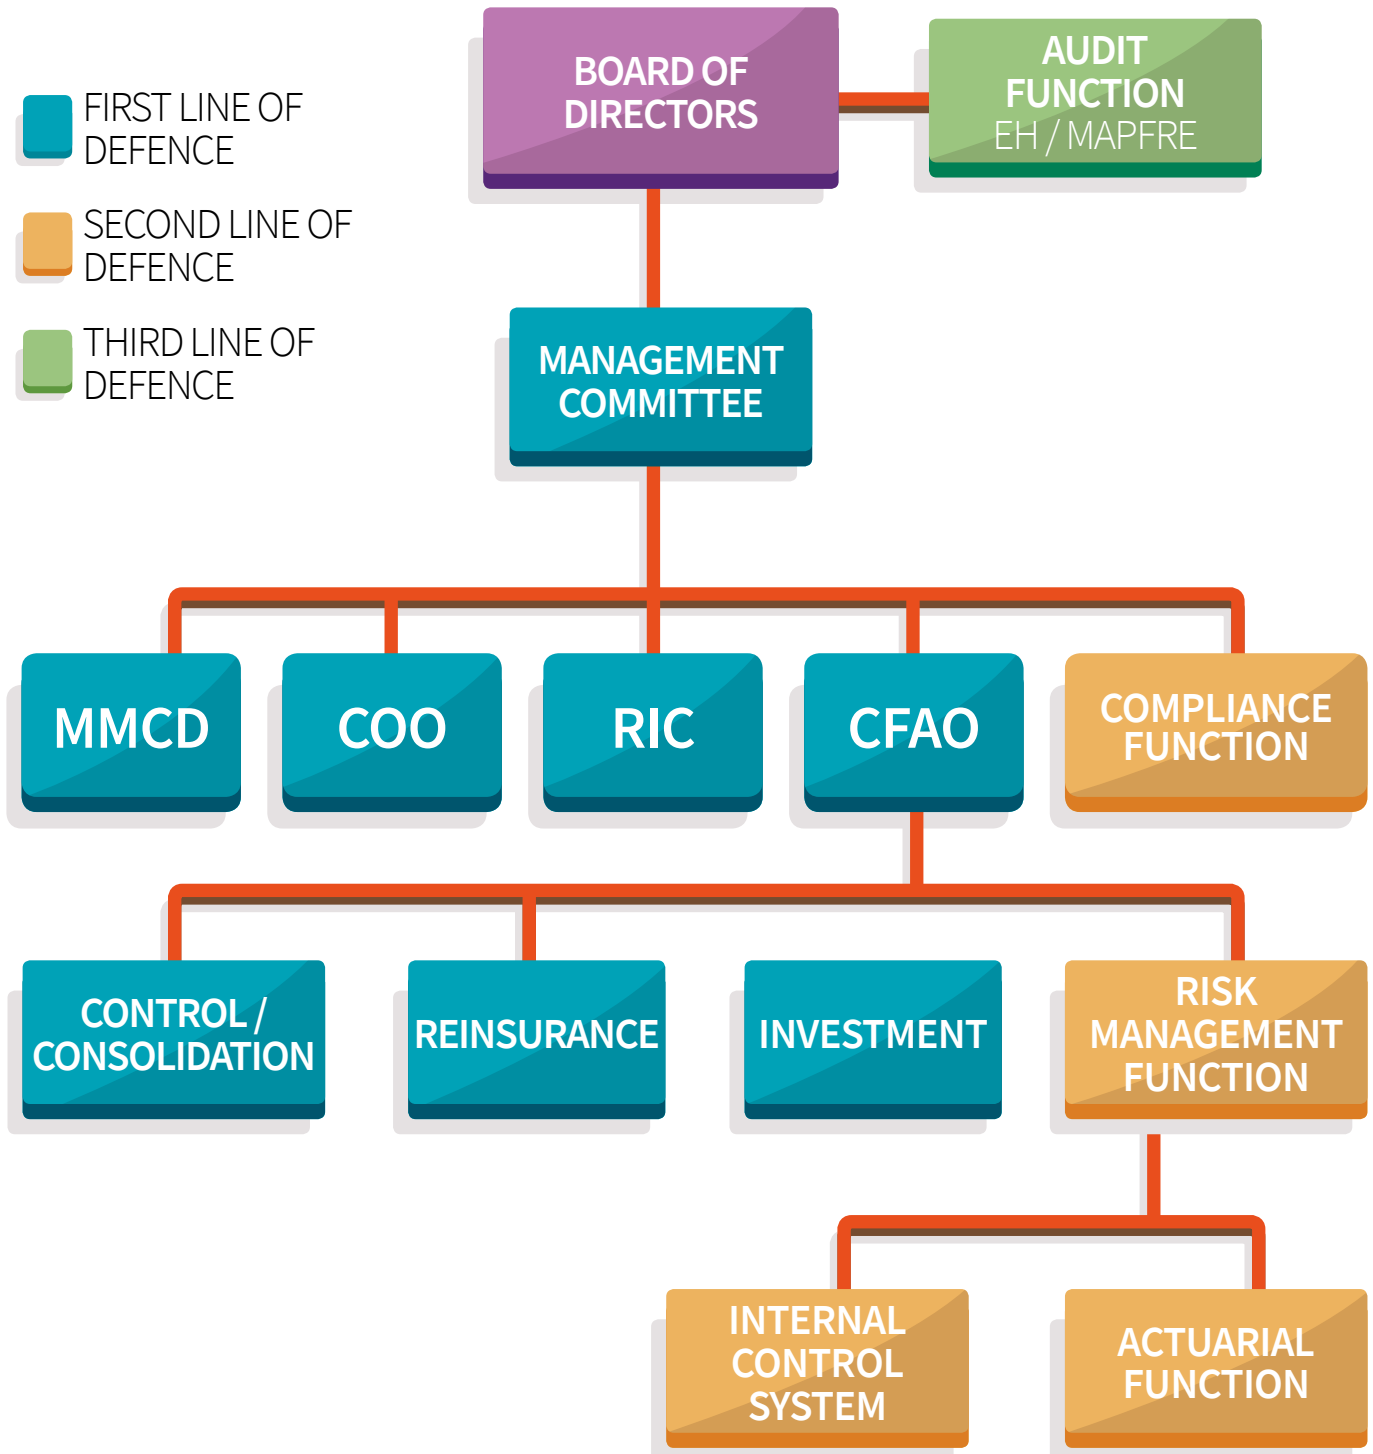 FIRST LINE OF
DEFENCE
SECOND LINE OF
DEFENCE
THIRD LINE OF
DEFENCE
BOARD OF
DIRECTORS
AUDIT
FUNCTION
EH / MAPFRE
MANAGEMENT
COMMITTEE
MMCD
COO
RIC
CFAO
COMPLIANCE
FUNCTION
CONTROL /
CONSOLIDATION
REINSURANCE
INVESTMENT
RISK
MANAGEMENT
FUNCTION
INTERNAL
CONTROL
SYSTEM
ACTUARIAL
FUNCTION